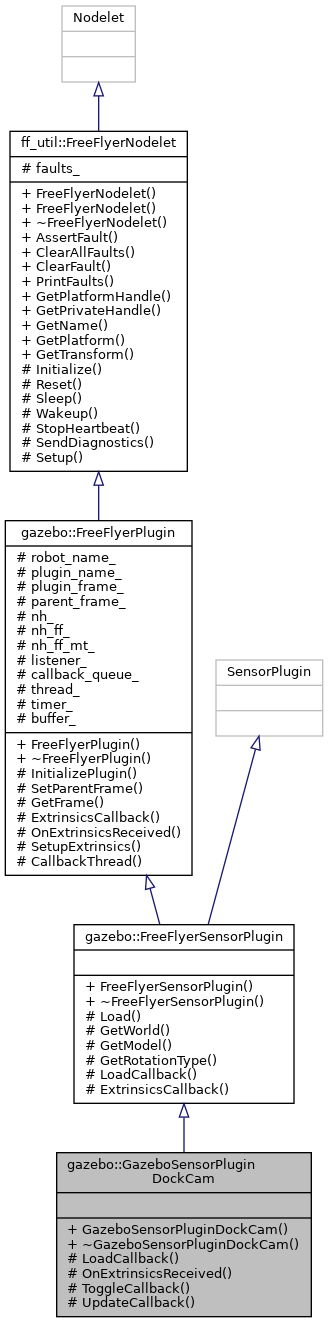 Nodelet
ff_util::FreeFlyerNodelet
# faults_
+ FreeFlyerNodelet()
+ FreeFlyerNodelet()
+ ~FreeFlyerNodelet()
+ AssertFault()
+ ClearAllFaults()
+ ClearFault()
+ PrintFaults()
+ GetPlatformHandle()
+ GetPrivateHandle()
+ GetName()
+ GetPlatform()
+ GetTransform()
# Initialize()
# Reset()
# Sleep()
# Wakeup()
# StopHeartbeat()
# SendDiagnostics()
# Setup()
gazebo::FreeFlyerPlugin
# robot_name_
# plugin_name_
# plugin_frame_
# parent_frame_
# nh_
# nh_ff_
# nh_ff_mt_
# listener_
# callback_queue_
# thread_
# timer_
# buffer_
+ FreeFlyerPlugin()
+ ~FreeFlyerPlugin()
# InitializePlugin()
# SetParentFrame()
# GetFrame()
# ExtrinsicsCallback()
# OnExtrinsicsReceived()
# SetupExtrinsics()
# CallbackThread()
SensorPlugin
gazebo::FreeFlyerSensorPlugin
+ FreeFlyerSensorPlugin()
+ ~FreeFlyerSensorPlugin()
# Load()
# GetWorld()
# GetModel()
# GetRotationType()
# LoadCallback()
# ExtrinsicsCallback()
gazebo::GazeboSensorPlugin
DockCam
+ GazeboSensorPluginDockCam()
+ ~GazeboSensorPluginDockCam()
# LoadCallback()
# OnExtrinsicsReceived()
# ToggleCallback()
# UpdateCallback()